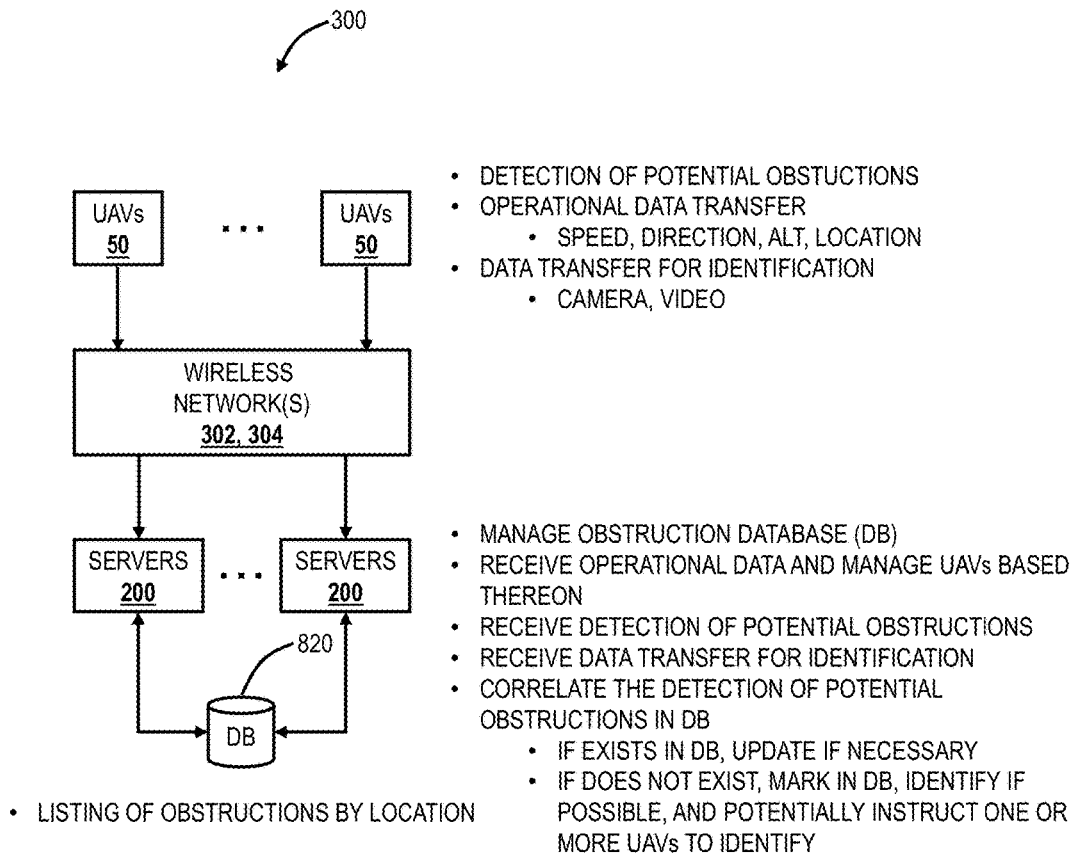 300
UAVs
50
. . .
UAVs
50
• DETECTION OF POTENTIAL OBSTUCTIONS
• OPERATIONAL DATA TRANSFER
• SPEED, DIRECTION, ALT, LOCATION
• DATA TRANSFER FOR IDENTIFICATION
• CAMERA, VIDEO
WIRELESS
NETWORK(S)
302, 304
SERVERS
200
. . .
SERVERS
200
820
DB
• LISTING OF OBSTRUCTIONS BY LOCATION
• MANAGE OBSTRUCTION DATABASE (DB)
• RECEIVE OPERATIONAL DATA AND MANAGE UAVs BASED
THEREON
• RECEIVE DETECTION OF POTENTIAL OBSTRUCTIONS
• RECEIVE DATA TRANSFER FOR IDENTIFICATION
• CORRELATE THE DETECTION OF POTENTIAL
OBSTRUCTIONS IN DB
• IF EXISTS IN DB, UPDATE IF NECESSARY
• IF DOES NOT EXIST, MARK IN DB, IDENTIFY IF
POSSIBLE, AND POTENTIALLY INSTRUCT ONE OR
MORE UAVs TO IDENTIFY